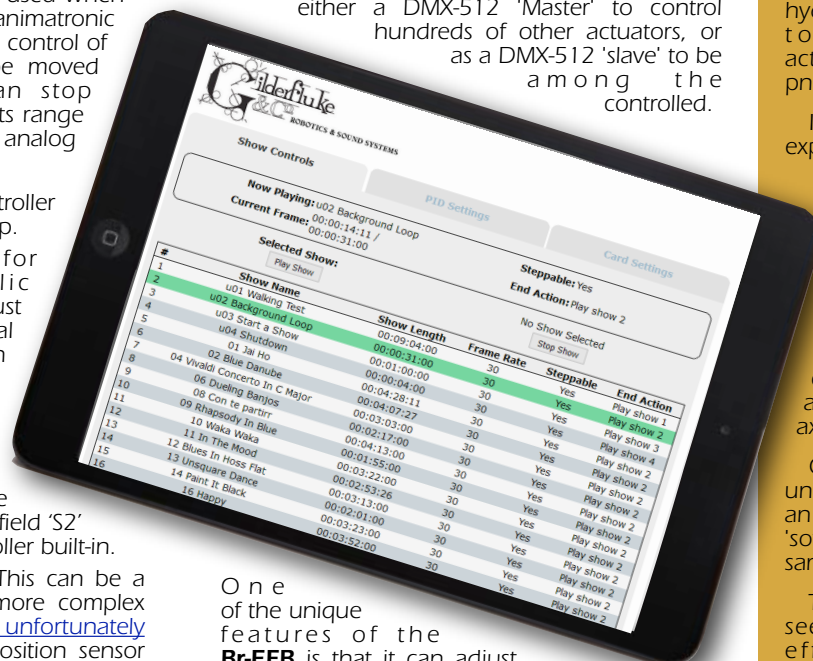 used when
animatronic
control of
be moved
an stop
ts range
analog
troller
p.
for
lic
ust
al
e
field ‘S2’
oller built-in.
This can be a
more complex
unfortunately
osition sensor
either a DMX-512 'Master' to control
hundreds of other actuators, or
as a DMX-512 'slave' to be
among the
controlled.
Gilderfluke
& Co.
ROBOTICS & SOUND SYSTEMS
Show Controls PID Settings Card Settings
Now Playing: u02 Background Loop Steppable: Yes
Current Frame: 00:00:14:11 / End Action: Play show 2
00:00:31:00
Selected Show: No Show Selected
Play Show Stop Show
# Show Name Show Length Frame Rate Steppable End Action
1 u01 Walking Test 00:09:04:00 30 Yes Play show 1
2 u02 Background Loop 00:00:31:00 30 Yes Play show 2
3 u03 Start a Show 00:01:00:00 30 Yes Play show 3
4 u04 Shutdown 00:00:04:00 30 Yes Play show 4
5 01 Jai Ho 00:04:28:11 30 Yes Play show 2
6 02 Blue Danube 00:04:07:27 30 Yes Play show 2
7 04 Vivaldi Concerto In C Major 00:03:03:00 30 Yes Play show 2
8 06 Dueling Banjos 00:02:17:00 30 Yes Play show 2
9 08 Con te partirr 00:04:13:00 30 Yes Play show 2
10 09 Rhapsody In Blue 00:01:55:00 30 Yes Play show 2
11 10 Waka Waka 00:03:22:00 30 Yes Play show 2
12 11 In The Mood 00:02:53:26 30 Yes Play show 2
13 12 Blues In Hoss Flat 00:03:13:00 30 Yes Play show 2
14 13 Unsquare Dance 00:02:01:00 30 Yes Play show 2
15 14 Paint It Black 00:03:23:00 30 Yes
16 16 Happy 00:03:52:00 30
One
of the unique
features of the
Br-EFB is that it can adjust
hy
to
act
pn
exp
a
ax
un
an
'so
sar
T
see
eff